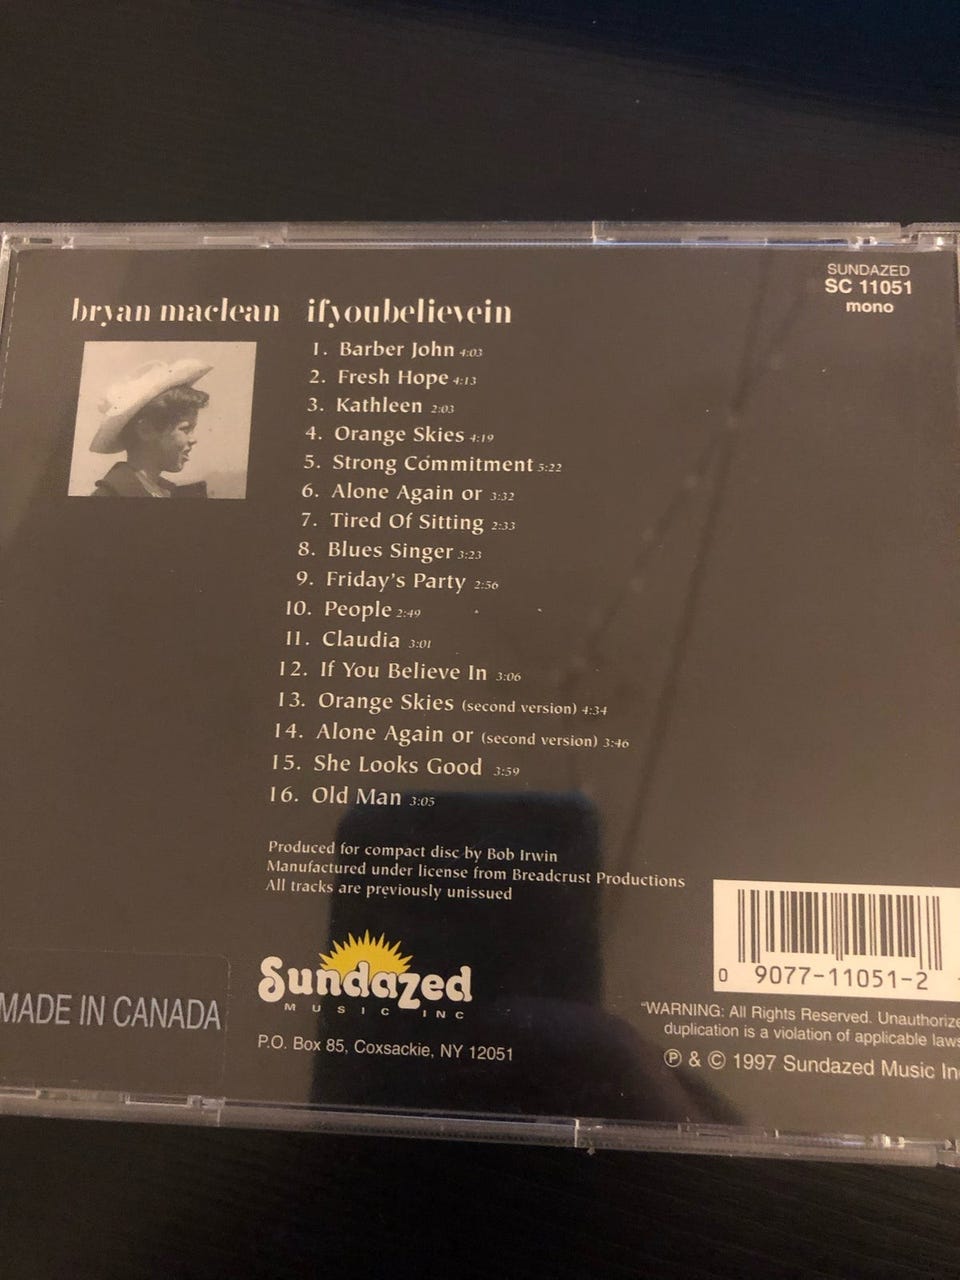 SUNDAZED
SC 11051
mono
bryan maclean ifyoubelievein
1. Barber John 4:03
2. Fresh Hope 4:13
3. Kathleen 2:03
4. Orange Skies 4:19
5. Strong Commitment 5:22
6. Alone Again or 3:32
7. Tired Of Sitting 2:33
8. Blues Singer 3:23
9. Friday's Party 2:56
10. People 2:49
11. Claudia 3:01
12. If You Believe In 3:06
13. Orange Skies (second version) 4:34
14. Alone Again or (second version) 3:46
15. She Looks Good 3:59
16. Old Man 3:05
Produced for compact disc by Bob Irwin
Manufactured under license from Breadcrust Productions
All tracks are previously unissued
Sundazed
MUSIC INC
P.O. Box 85, Coxsackie, NY 12051
MADE IN CANADA
0 9077-11051-2
"WARNING: All Rights Reserved. Unauthorize
duplication is a violation of applicable laws
℗ & © 1997 Sundazed Music In